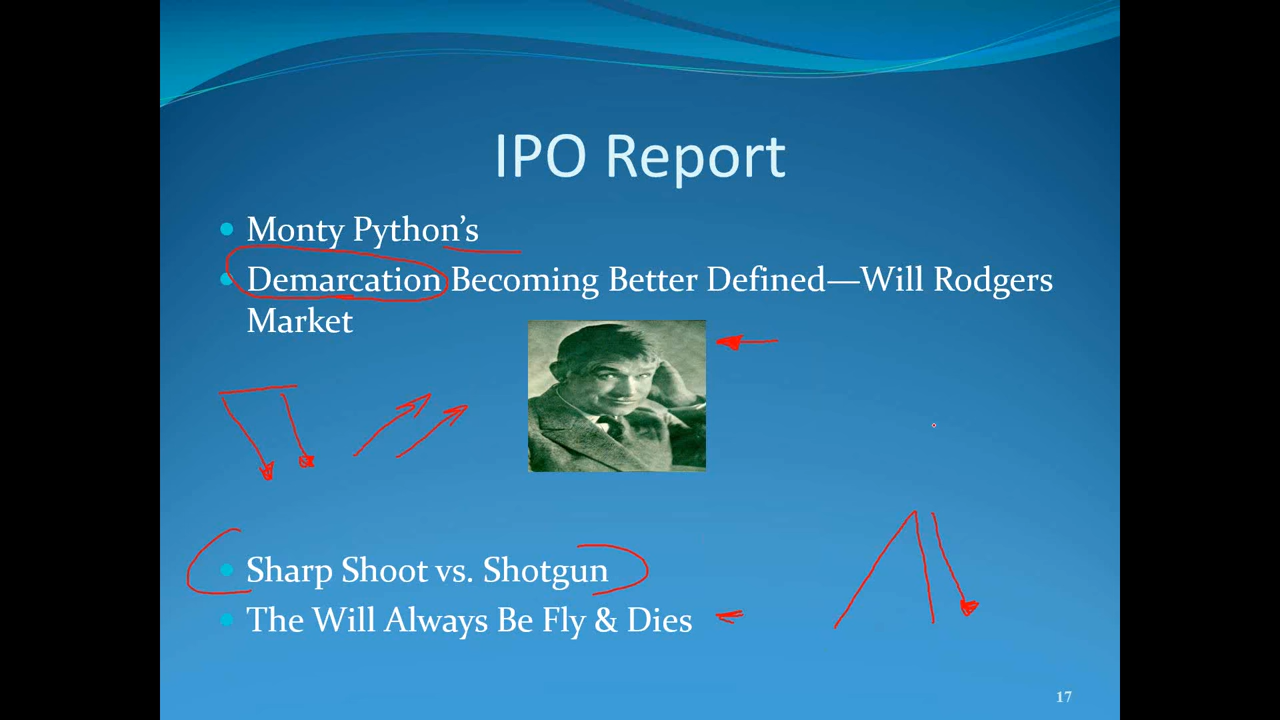 IPO Report
Monty Python’s
Demarcation Becoming Better Defined—Will Rodgers
Market
Sharp Shoot vs. Shotgun
The Will Always Be Fly & Dies
17